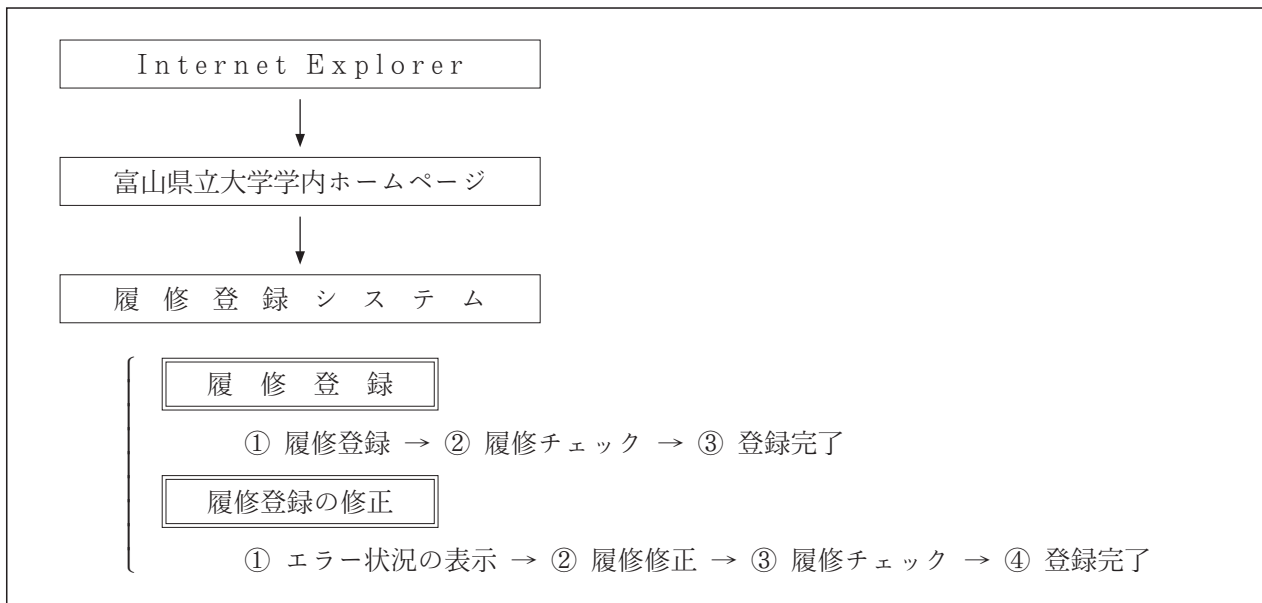 Internet Explorer
富山県立大学学内ホームページ
履修登録システム
履修登録
① 履修登録 → ② 履修チェック → ③ 登録完了
履修登録の修正
① エラー状況の表示 → ② 履修修正 → ③ 履修チェック → ④ 登録完了